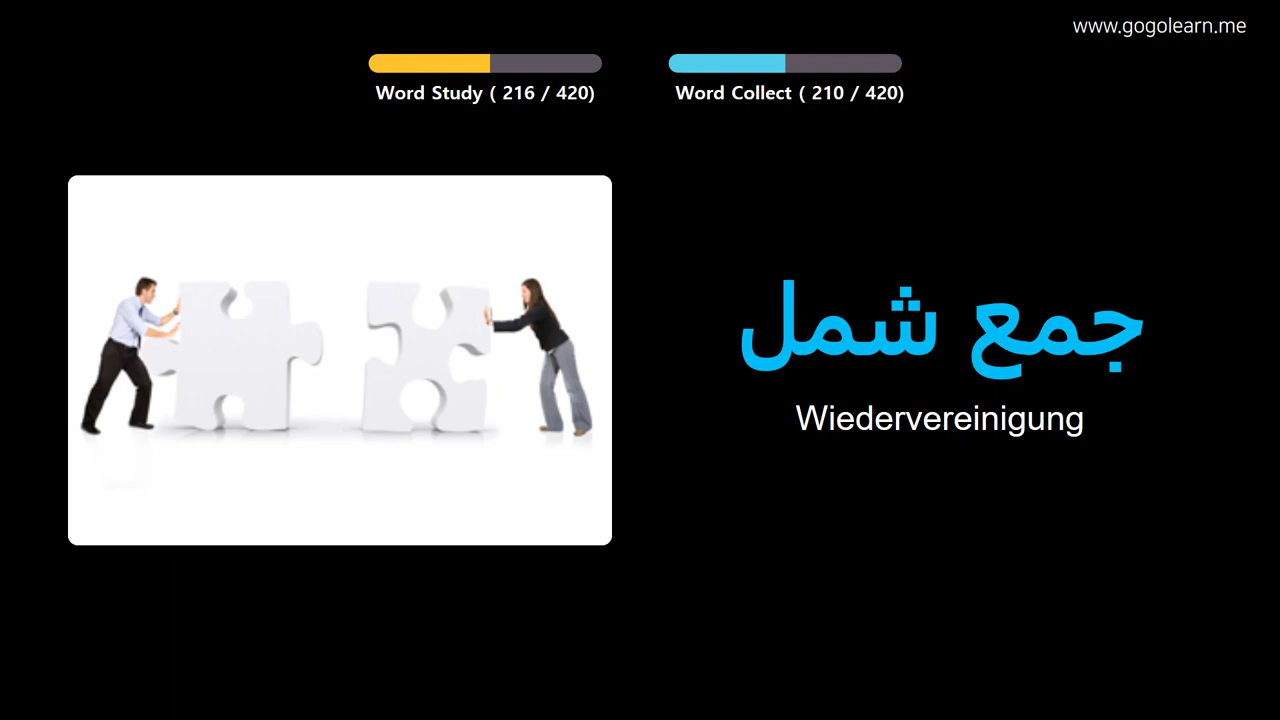 www.gogolearn.me
Word Study ( 216 / 420)
Word Collect ( 210 / 420)
جمع شمل
Wiedervereinigung